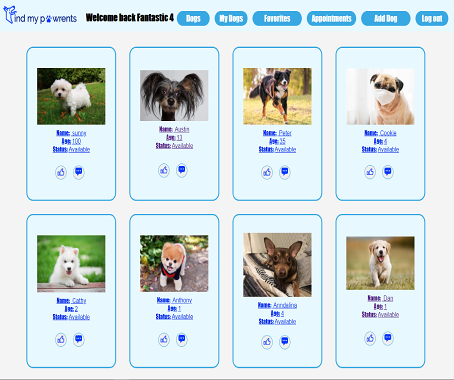 find my pawrents
Welcome back Fantastic 4
Dogs
My Dogs
Favorites
Appointments
Add Dog
Log out
Name: sunny
Age: 100
Status: Available
Name: Austin
Age: 13
Status: Available
Name: Peter
Age: 35
Status: Available
Name: Cookie
Age: 4
Status: Available
Name: Cathy
Age: 2
Status: Available
Name: Anthony
Age: 1
Status: Available
Name: Anndalina
Age: 4
Status: Available
Name: Dan
Age: 1
Status: Available